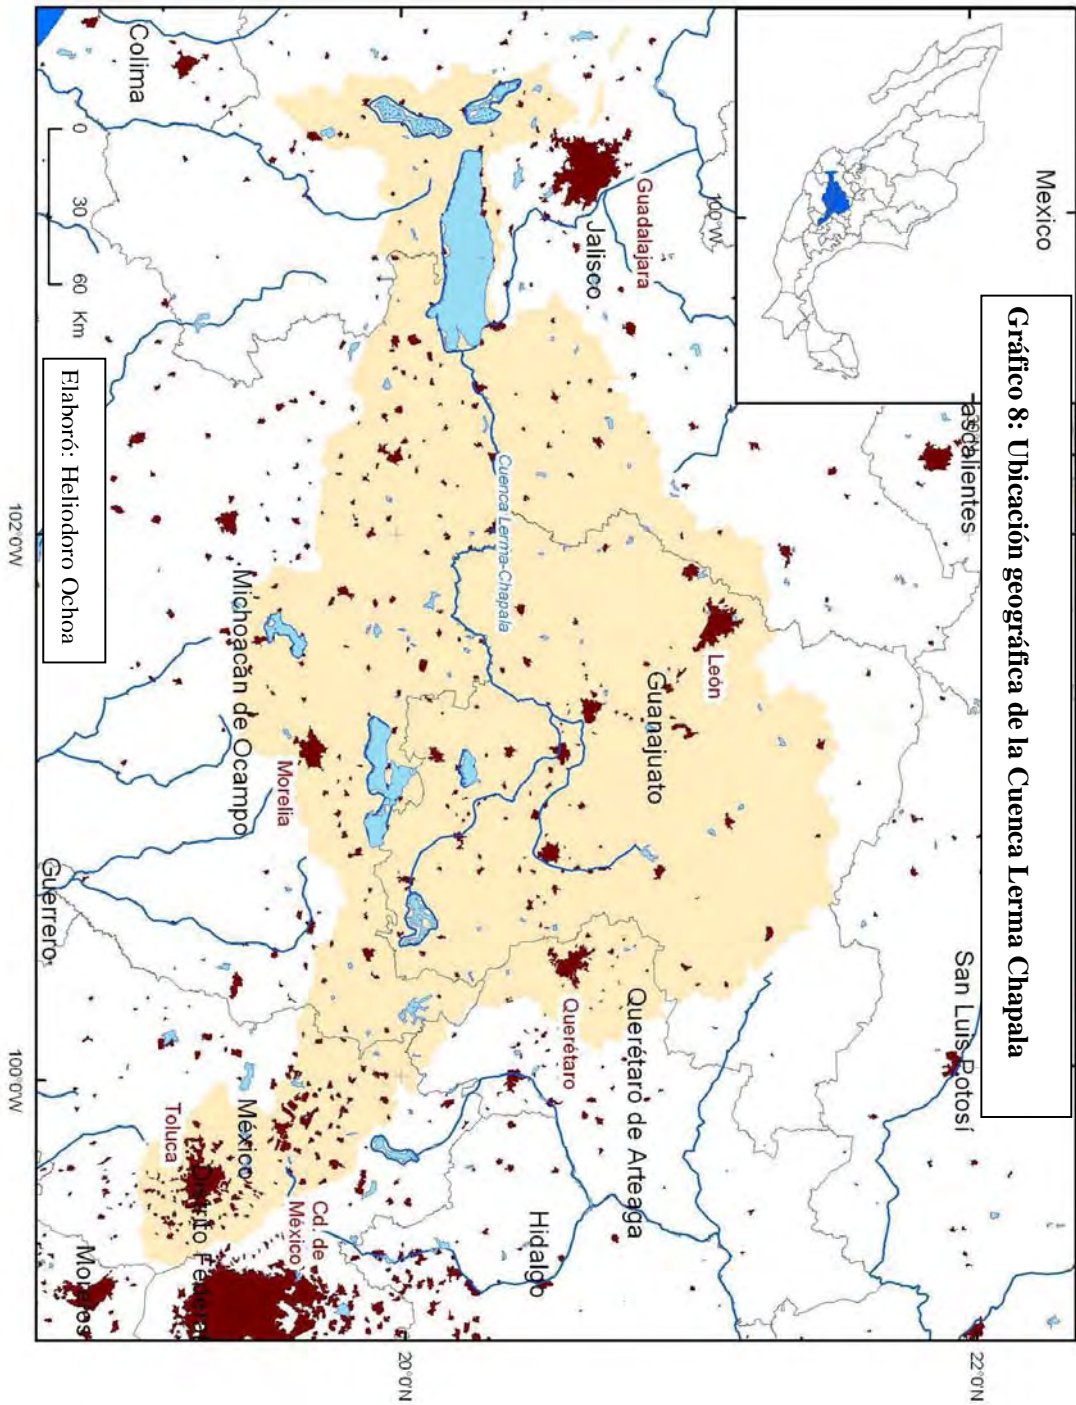 Gráfico 8: Ubicación geográfica de la Cuenca Lerma Chapala
Mexico
100°W
ascalientes
San Luis Potosí
22°0'N
Guadalajara
Jalisco
León
Guanajuato
Querétaro de Arteaga
Querétaro
Hidalgo
Cuenca Lerma-Chapala
20°0'N
Colima
Michoacán de Ocampo
Morelia
Cd. de
México
México
Toluca
Distrito Federal
Morelos
Guerrero
0 30 60 Km
Elaboró: Heliodoro Ochoa
102°0'W
100°0'W